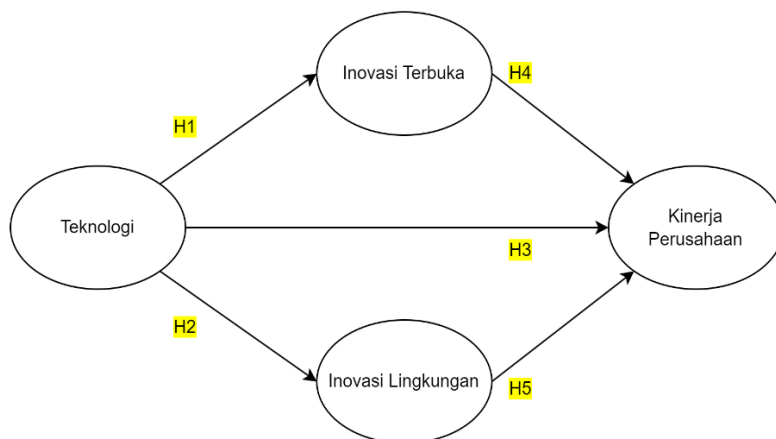 Inovasi Terbuka
H4
H1
Teknologi
Kinerja
Perusahaan
H3
H2
Inovasi Lingkungan
H5